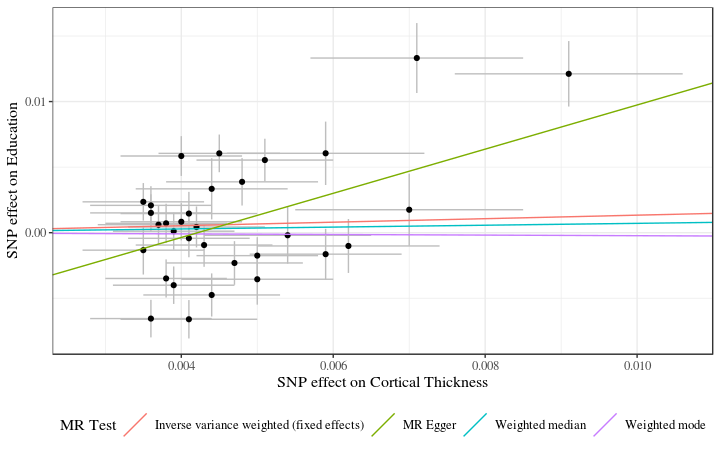 SNP effect on Education
0.01
0.00
0.004 0.006 0.008 0.010
SNP effect on Cortical Thickness
MR Test Inverse variance weighted (fixed effects) MR Egger Weighted median Weighted mode